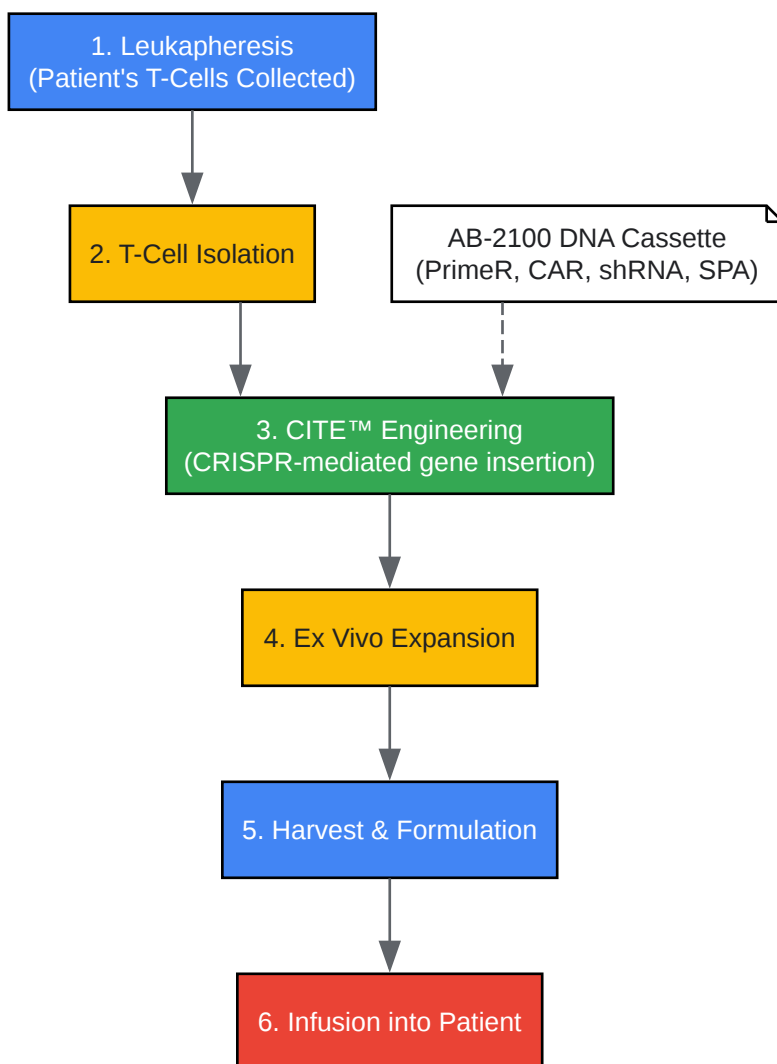 1. Leukapheresis
(Patient's T-Cells Collected)
2. T-Cell Isolation
AB-2100 DNA Cassette
(PrimeR, CAR, shRNA, SPA)
3. CITE™ Engineering
(CRISPR-mediated gene insertion)
4. Ex Vivo Expansion
5. Harvest & Formulation
6. Infusion into Patient